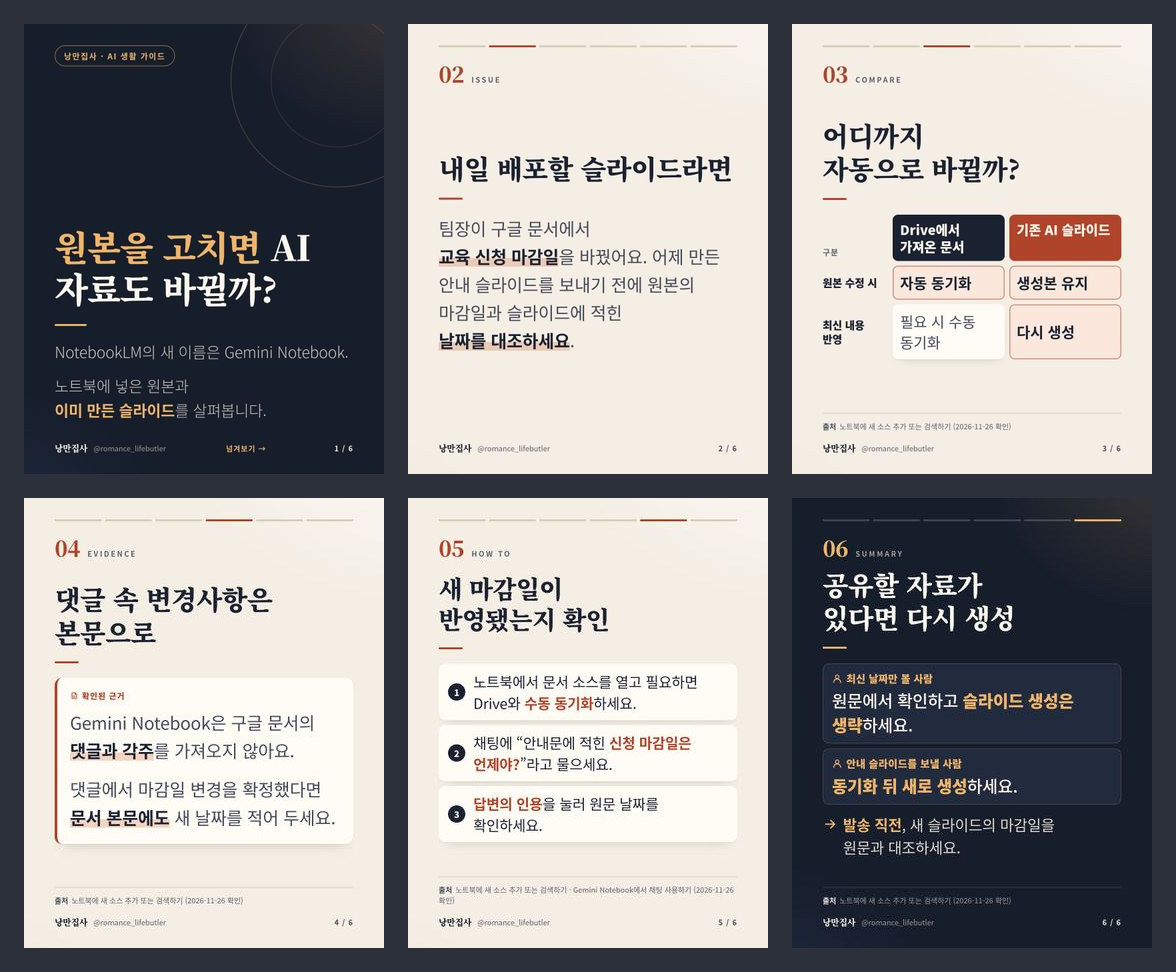 낭만집사 · AI 생활 가이드
원본을 고치면 AI
자료도 바뀔까?
NotebookLM의 새 이름은 Gemini Notebook.
노트북에 넣은 원본과
이미 만든 슬라이드를 살펴봅니다.
낭만집사 @romance_lifebutler 넘겨보기 → 1 / 6
02 ISSUE
내일 배포할 슬라이드라면
팀장이 구글 문서에서
교육 신청 마감일을 바꿨어요. 어제 만든
안내 슬라이드를 보내기 전에 원본의
마감일과 슬라이드에 적힌
날짜를 대조하세요.
낭만집사 @romance_lifebutler 2 / 6
03 COMPARE
어디까지
자동으로 바뀔까?
구분
Drive에서
가져온 문서
기존 AI 슬라이드
원본 수정 시 자동 동기화 생성본 유지
최신 내용
반영
필요 시 수동
동기화
다시 생성
출처 노트북에 새 소스 추가 또는 검색하기 (2026-11-26 확인)
낭만집사 @romance_lifebutler 3 / 6
04 EVIDENCE
댓글 속 변경사항은
본문으로
확인된 근거
Gemini Notebook은 구글 문서의
댓글과 각주를 가져오지 않아요.
댓글에서 마감일 변경을 확정했다면
문서 본문에도 새 날짜를 적어 두세요.
출처 노트북에 새 소스 추가 또는 검색하기 (2026-11-26 확인)
낭만집사 @romance_lifebutler 4 / 6
05 HOW TO
새 마감일이
반영됐는지 확인
1 노트북에서 문서 소스를 열고 필요하면
Drive와 수동 동기화하세요.
2 채팅에 “안내문에 적힌 신청 마감일은
언제야?”라고 물으세요.
3 답변의 인용을 눌러 원문 날짜를
확인하세요.
출처 노트북에 새 소스 추가 또는 검색하기 · Gemini Notebook에서 채팅 사용하기 (2026-11-26
확인)
낭만집사 @romance_lifebutler 5 / 6
06 SUMMARY
공유할 자료가
있다면 다시 생성
최신 날짜만 볼 사람
원문에서 확인하고 슬라이드 생성은
생략하세요.
안내 슬라이드를 보낼 사람
동기화 뒤 새로 생성하세요.
→ 발송 직전, 새 슬라이드의 마감일을
원문과 대조하세요.
출처 노트북에 새 소스 추가 또는 검색하기 (2026-11-26 확인)
낭만집사 @romance_lifebutler 6 / 6